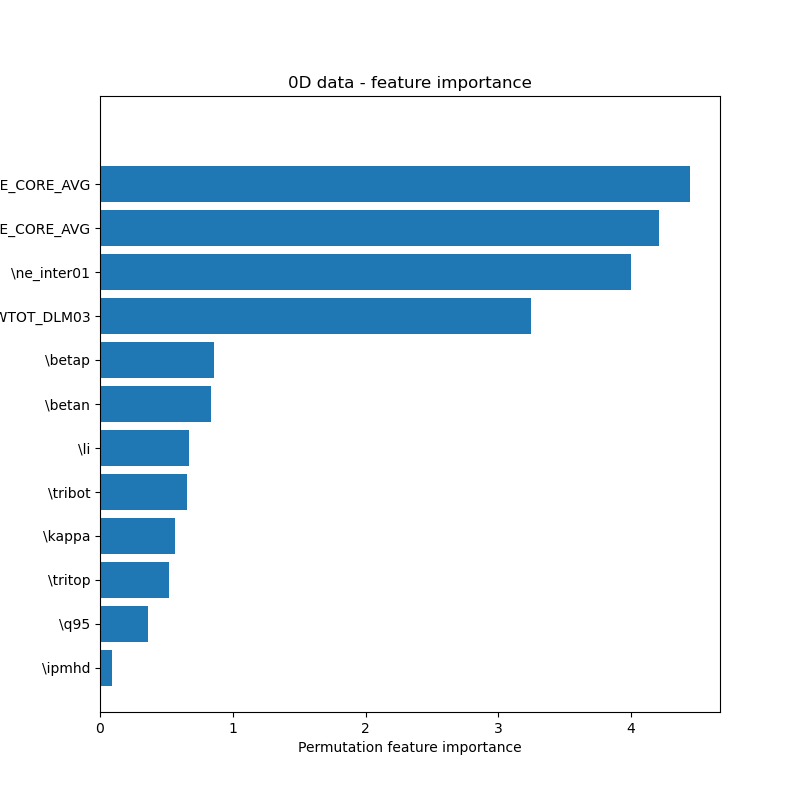 0D data - feature importance
E_CORE_AVG
E_CORE_AVG
\ne_inter01
WTOT_DLM03
\betap
\betan
\li
\tribot
\kappa
\tritop
\q95
\ipmhd
0 1 2 3 4
Permutation feature importance